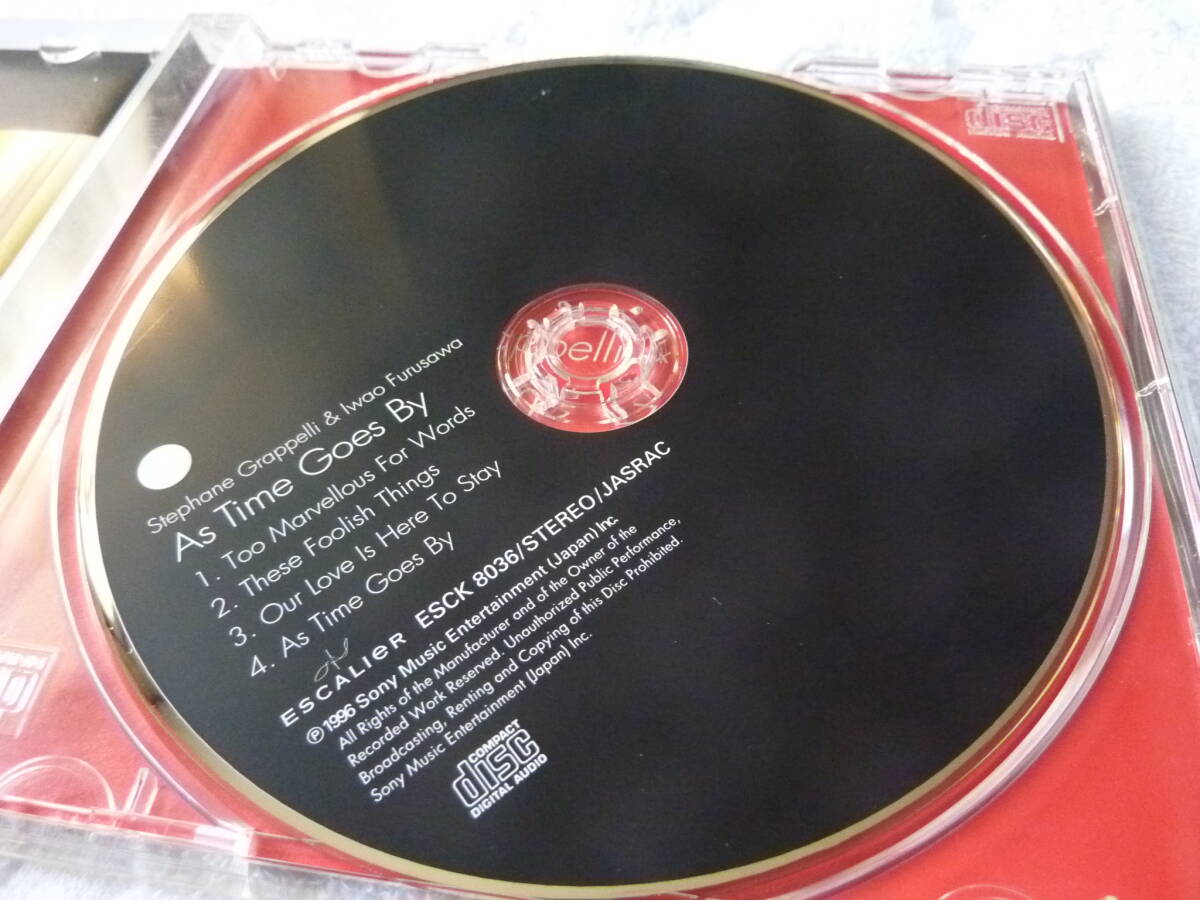 Stephane Grappelli & Iwao Furusawa
As Time Goes By
1. Too Marvellous For Words
2. These Foolish Things
3. Our Love Is Here To Stay
4. As Time Goes By
ESCALIER ESCK 8036/STEREO/JASRAC
℗1996 Sony Music Entertainment (Japan) Inc.
All Rights of the Manufacturer and of the Owner of the
Recorded Work Reserved. Unauthorized Public Performance,
Broadcasting, Renting and Copying of this Disc Prohibited.
Sony Music Entertainment (Japan) Inc.
COMPACT
disc
DIGITAL AUDIO
disc